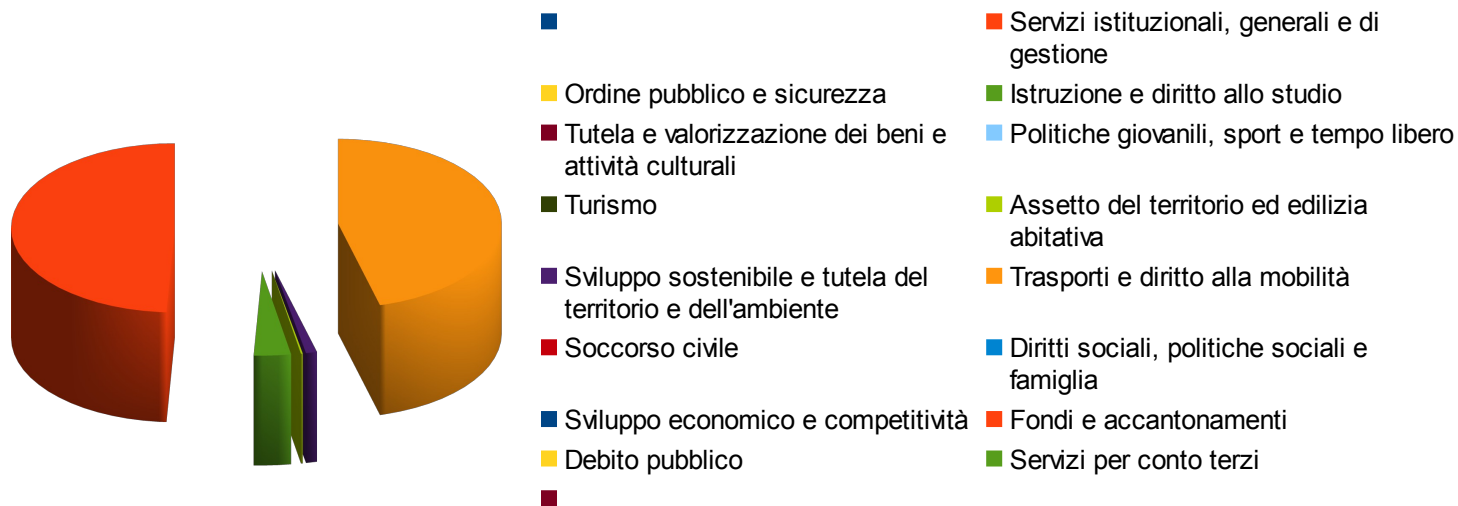 Servizi istituzionali, generali e di
gestione
Ordine pubblico e sicurezza
Istruzione e diritto allo studio
Tutela e valorizzazione dei beni e
attività culturali
Politiche giovanili, sport e tempo libero
Turismo
Assetto del territorio ed edilizia
abitativa
Sviluppo sostenibile e tutela del
territorio e dell'ambiente
Trasporti e diritto alla mobilità
Soccorso civile
Diritti sociali, politiche sociali e
famiglia
Sviluppo economico e competitività
Fondi e accantonamenti
Debito pubblico
Servizi per conto terzi